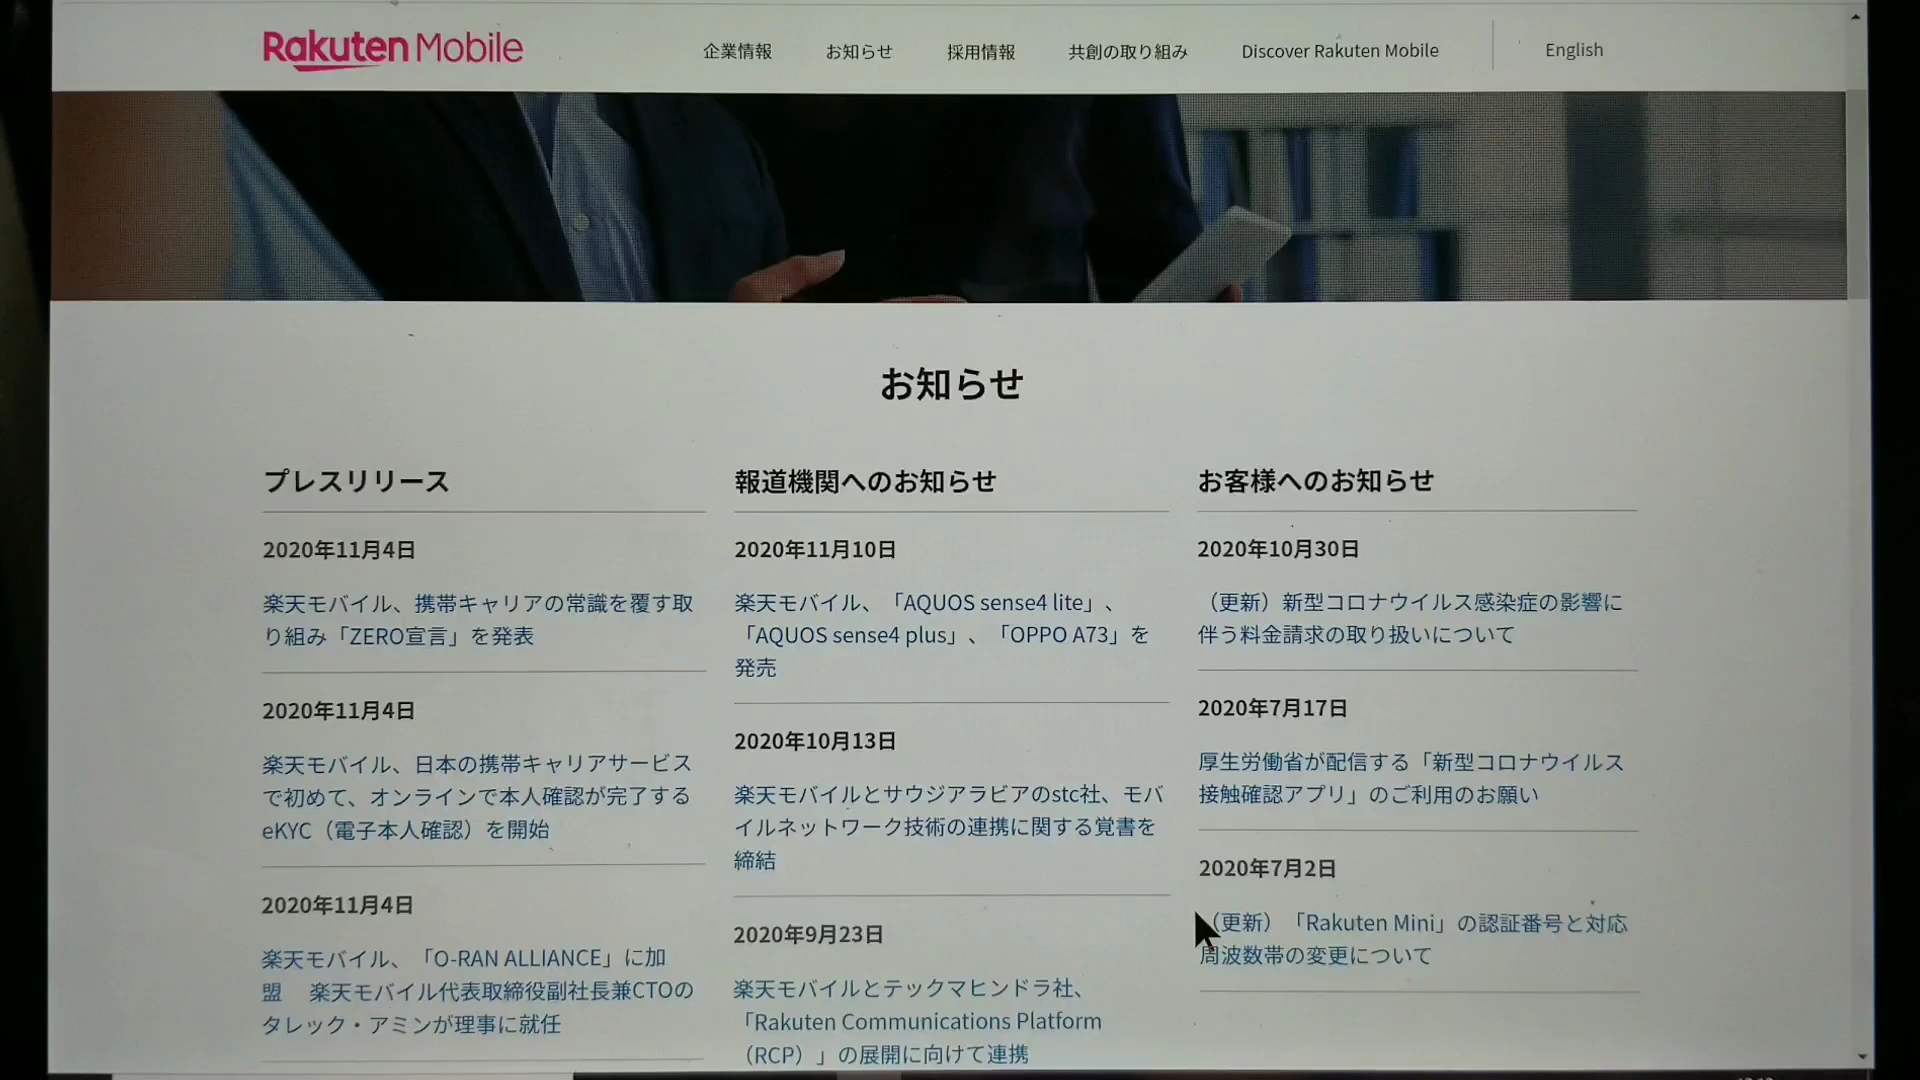 Rakuten Mobile
企業情報
お知らせ
採用情報
共創の取り組み
Discover Rakuten Mobile
English
お知らせ
プレスリリース
2020年11月4日
楽天モバイル、携帯キャリアの常識を覆す取
り組み「ZERO宣言」を発表
2020年11月4日
楽天モバイル、日本の携帯キャリアサービス
で初めて、オンラインで本人確認が完了する
eKYC（電子本人確認）を開始
2020年11月4日
楽天モバイル、「O-RAN ALLIANCE」に加
盟　楽天モバイル代表取締役副社長兼CTOの
タレック・アミンが理事に就任
報道機関へのお知らせ
2020年11月10日
楽天モバイル、「AQUOS sense4 lite」、
「AQUOS sense4 plus」、「OPPO A73」を
発売
2020年10月13日
楽天モバイルとサウジアラビアのstc社、モバ
イルネットワーク技術の連携に関する覚書を
締結
2020年9月23日
楽天モバイルとテックマヒンドラ社、
「Rakuten Communications Platform
（RCP）」の展開に向けて連携
お客様へのお知らせ
2020年10月30日
（更新）新型コロナウイルス感染症の影響に
伴う料金請求の取り扱いについて
2020年7月17日
厚生労働省が配信する「新型コロナウイルス
接触確認アプリ」のご利用のお願い
2020年7月2日
（更新）「Rakuten Mini」の認証番号と対応
周波数帯の変更について